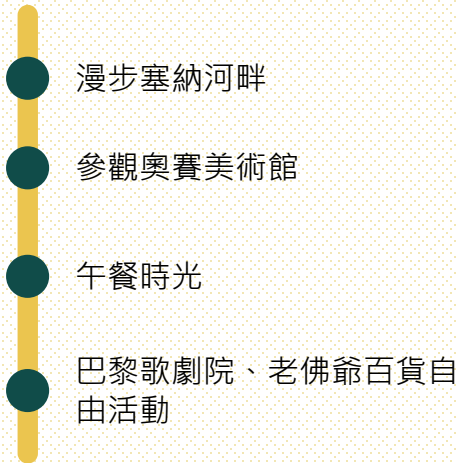 漫步塞納河畔
參觀奧賽美術館
午餐時光
巴黎歌劇院、老佛爺百貨自
由活動